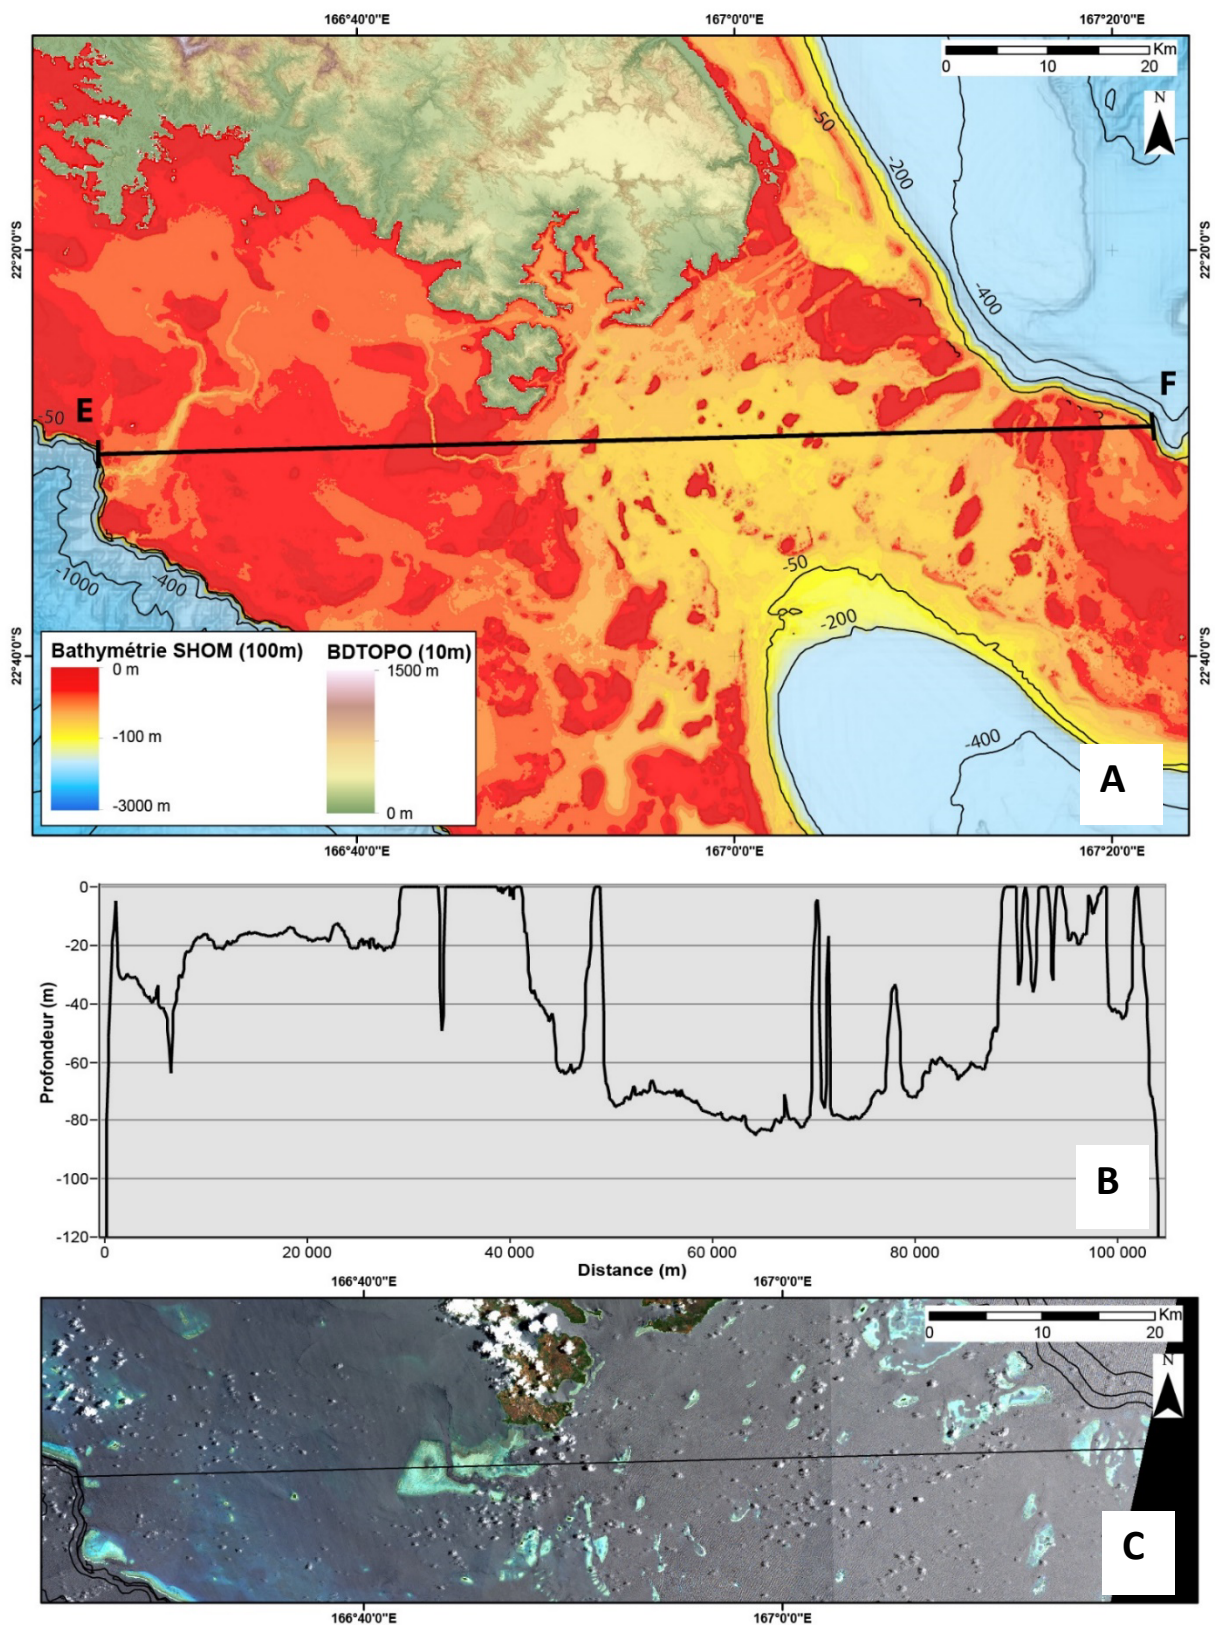 166°40'0"E
167°0'0"E
167°20'0"E
Km
0
10
20
N
-50
-200
-400
22°20'0"S
22°20'0"S
F
E
-50
-50
-200
-1000
-400
22°40'0"S
22°40'0"S
-400
Bathymétrie SHOM (100m)
BDTOPO (10m)
0 m
-100 m
-3000 m
1500 m
0 m
A
166°40'0"E
167°0'0"E
167°20'0"E
0
-20
-40
-60
-80
-100
-120
Profondeur (m)
B
0
20 000
40 000
60 000
80 000
100 000
Distance (m)
166°40'0"E
167°0'0"E
Km
0
10
20
N
C
166°40'0"E
167°0'0"E